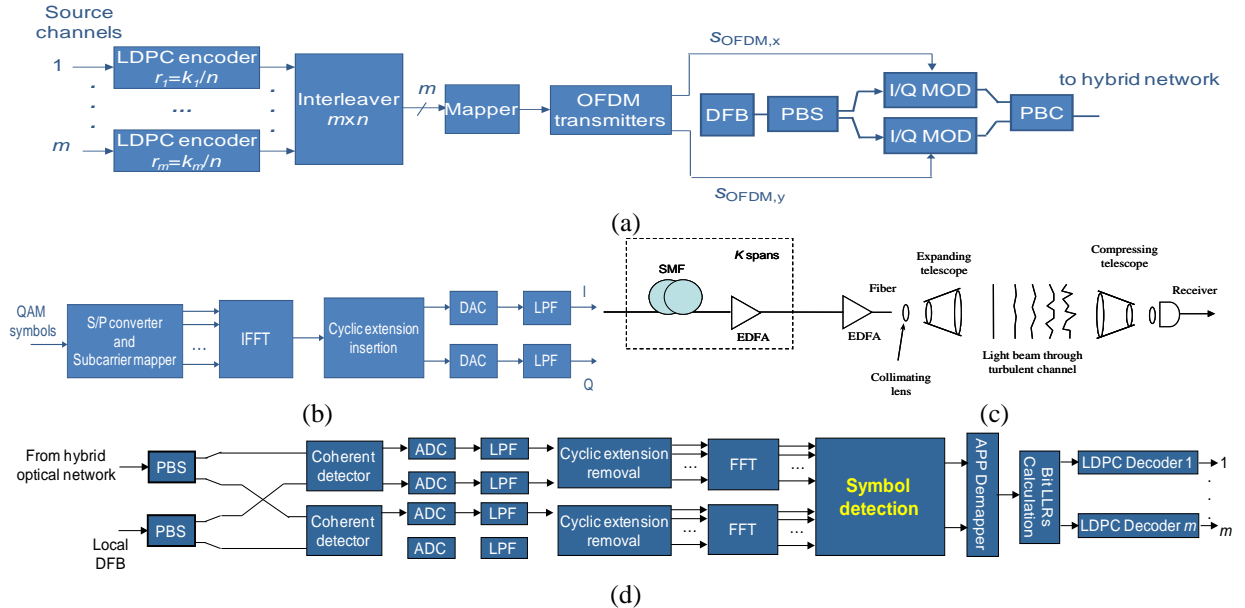 Source
channels
1
m
LDPC encoder
r1=k1/n
...
LDPC encoder
rm=km/n
Interleaver
mxn
m
Mapper
OFDM
transmitters
sOFDM,x
sOFDM,y
DFB
PBS
I/Q MOD
I/Q MOD
PBC
to hybrid network
(a)
QAM
symbols
S/P converter
and
Subcarrier mapper
...
IFFT
Cyclic extension
insertion
DAC
LPF
I
DAC
LPF
Q
(b)
K spans
SMF
EDFA
EDFA
Fiber
Collimating
lens
Expanding
telescope
Light beam through
turbulent channel
Compressing
telescope
Receiver
(c)
From hybrid
optical network
PBS
PBS
Local
DFB
Coherent
detector
Coherent
detector
ADC
LPF
ADC
LPF
ADC
LPF
ADC
LPF
Cyclic extension
removal
...
FFT
...
Cyclic extension
removal
...
FFT
...
Symbol
detection
APP Demapper
Bit LLRs
Calculation
LDPC Decoder 1
1
LDPC Decoder m
m
(d)